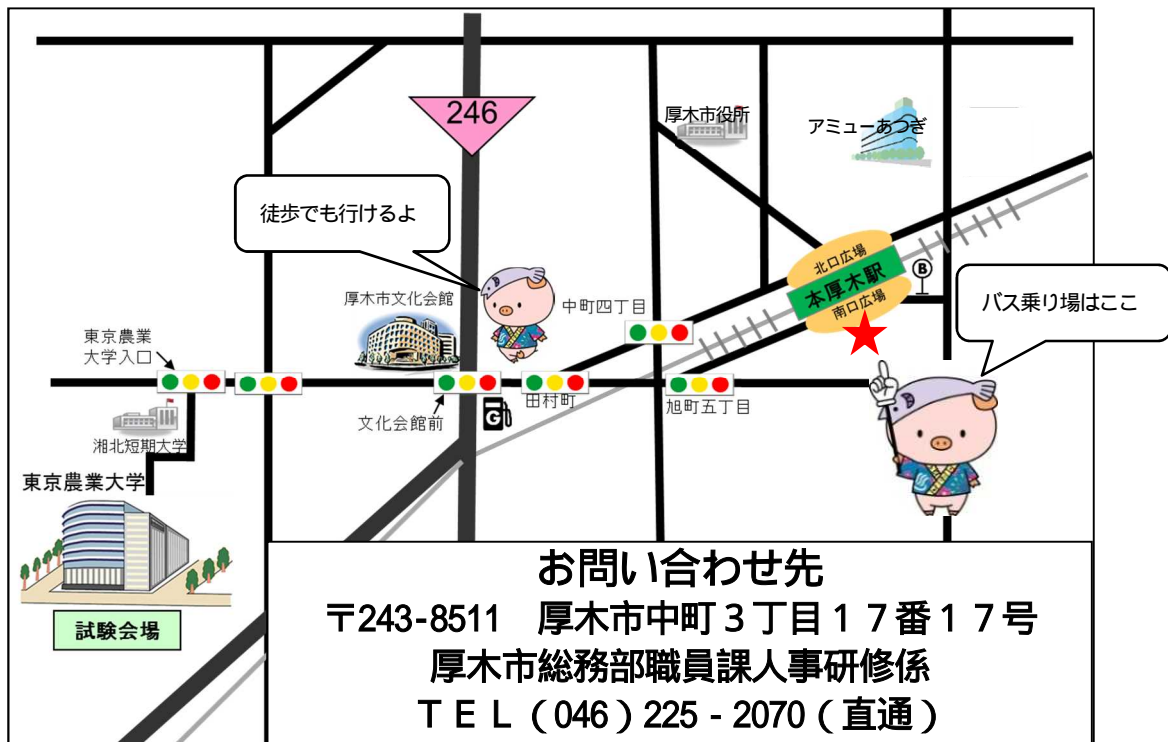 246
厚木市役所
アミューあつぎ
徒歩でも行けるよ
北口広場
本厚木駅
南口広場
B
バス乗り場はここ
厚木市文化会館
中町四丁目
東京農業
大学入口
田村町
旭町五丁目
文化会館前
G
湘北短期大学
東京農業大学
試験会場
お問い合わせ先
〒243-8511　厚木市中町３丁目１７番１７号
厚木市総務部職員課人事研修係
ＴＥＬ（046）225 - 2070（直通）